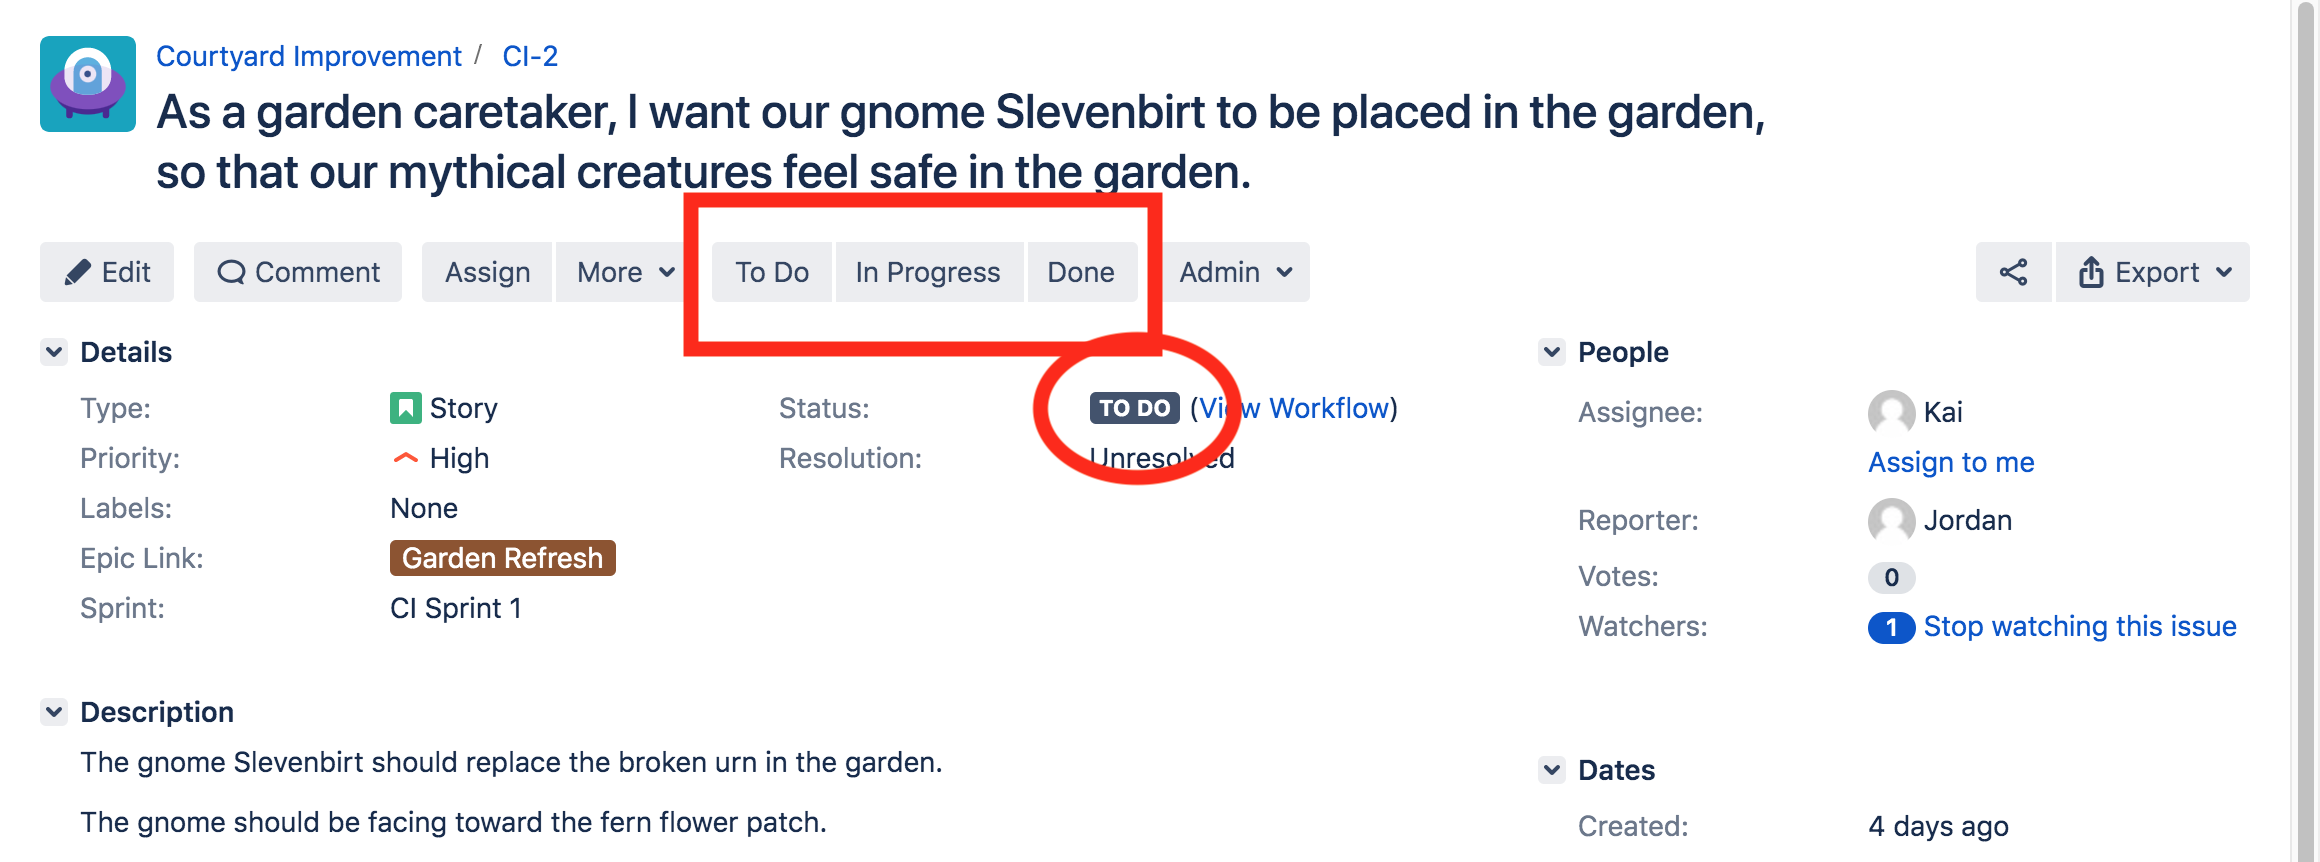 Courtyard Improvement / CI-2
As a garden caretaker, I want our gnome Slevenbirt to be placed in the garden,
so that our mythical creatures feel safe in the garden.
Edit Comment Assign More To Do In Progress Done Admin Export
Details
Type: Story Status: TO DO (View Workflow)
Priority: High Resolution: Unresolved
Labels: None
Epic Link: Garden Refresh
Sprint: CI Sprint 1
People
Assignee: Kai
Assign to me
Reporter: Jordan
Votes: 0
Watchers: 1 Stop watching this issue
Description
The gnome Slevenbirt should replace the broken urn in the garden.
The gnome should be facing toward the fern flower patch.
Dates
Created: 4 days ago